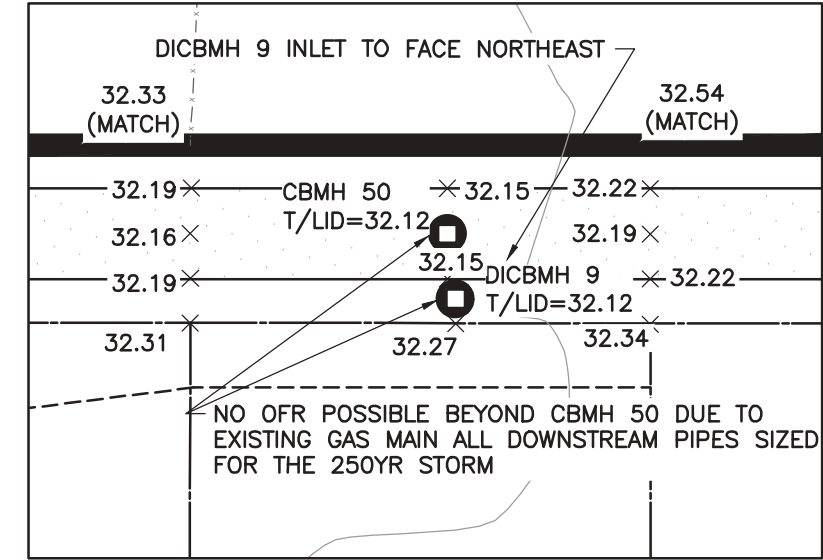 DICBMH 9 INLET TO FACE NORTHEAST
32.33
(MATCH)
32.54
(MATCH)
32.19
CBMH 50
T/LID=32.12
32.15
32.22
32.16
32.19
32.15
32.19
DICBMH 9
T/LID=32.12
32.22
32.31
32.27
32.34
NO OFR POSSIBLE BEYOND CBMH 50 DUE TO
EXISTING GAS MAIN ALL DOWNSTREAM PIPES SIZED
FOR THE 250YR STORM